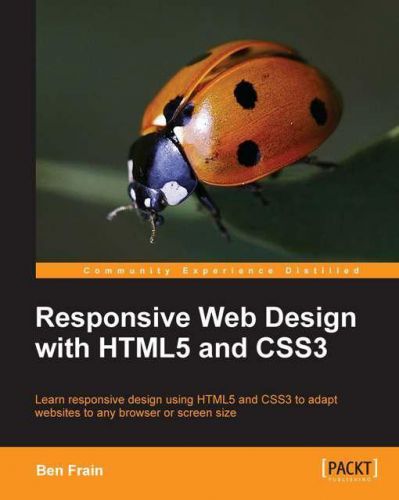 Community Experience Distilled
Responsive Web Design
with HTML5 and CSS3
Learn responsive design using HTML5 and CSS3 to adapt
websites to any browser or screen size
Ben Frain
[PACKT]
PUBLISHING